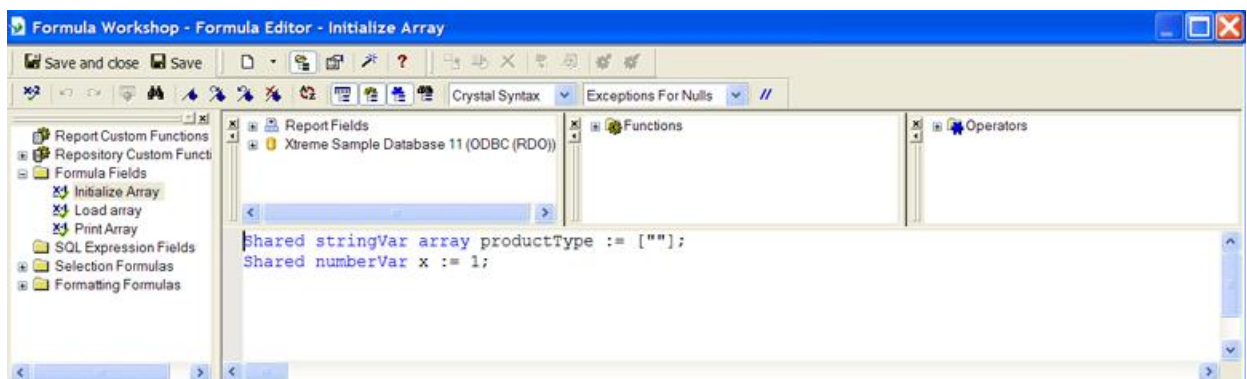 Formula Workshop - Formula Editor - Initialize Array
Save and close Save
Crystal Syntax Exceptions For Nulls //
Report Custom Functions
Repository Custom Functi
Formula Fields
Initialize Array
Load array
Print Array
SQL Expression Fields
Selection Formulas
Formatting Formulas
Report Fields
Xtreme Sample Database 11 (ODBC (RDO))
Functions
Operators
Shared stringVar array productType := [""];
Shared numberVar x := 1;